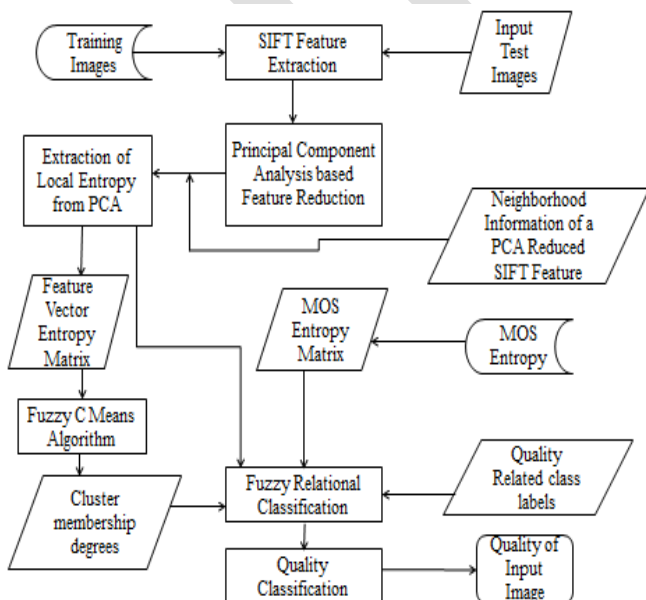 Training
Images
SIFT Feature
Extraction
Input
Test
Images
Extraction of
Local Entropy
from PCA
Principal Component
Analysis based
Feature Reduction
Neighborhood
Information of a
PCA Reduced
SIFT Feature
Feature
Vector
Entropy
Matrix
MOS
Entropy
Matrix
MOS
Entropy
Fuzzy C Means
Algorithm
Cluster
membership
degrees
Fuzzy Relational
Classification
Quality
Related class
labels
Quality
Classification
Quality of
Input
Image